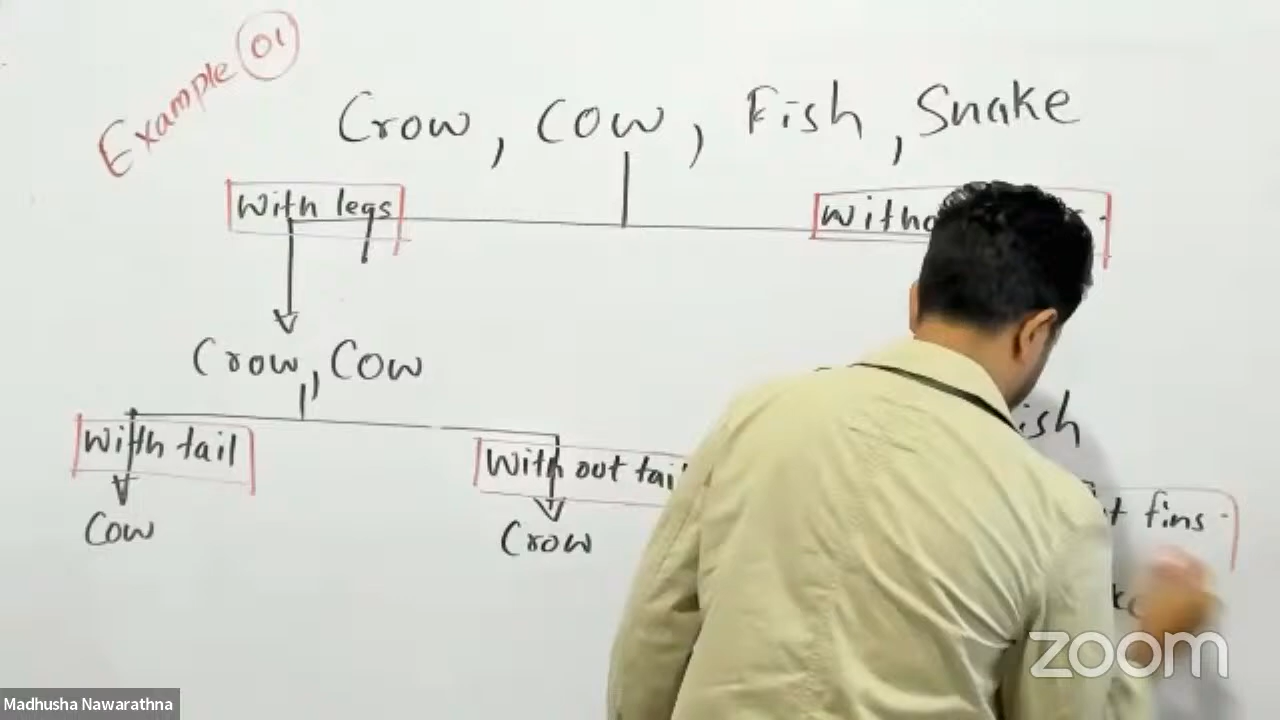 Example 01
Crow, Cow, Fish, Snake
With legs
Crow, Cow
With tail
With out tail
fins
Cow
Crow
zoom
Madhusha Nawarathna